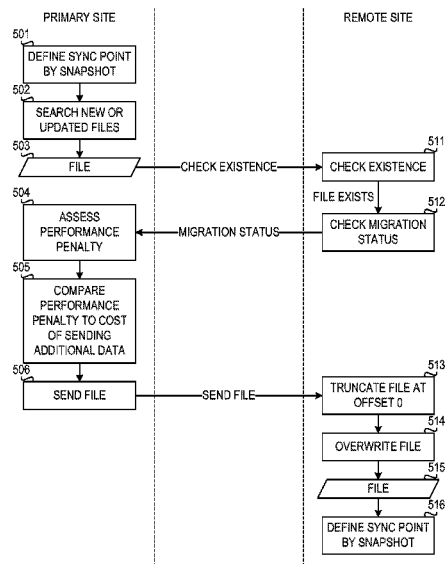 PRIMARY SITE
REMOTE SITE
501
DEFINE SYNC POINT
BY SNAPSHOT
502
SEARCH NEW OR
UPDATED FILES
503
FILE
CHECK EXISTENCE
511
CHECK EXISTENCE
FILE EXISTS
504
ASSESS
PERFORMANCE
PENALTY
MIGRATION STATUS
512
CHECK MIGRATION
STATUS
505
COMPARE
PERFORMANCE
PENALTY TO COST
OF SENDING
ADDITIONAL DATA
506
SEND FILE
SEND FILE
513
TRUNCATE FILE AT
OFFSET 0
514
OVERWRITE FILE
515
FILE
516
DEFINE SYNC POINT
BY SNAPSHOT